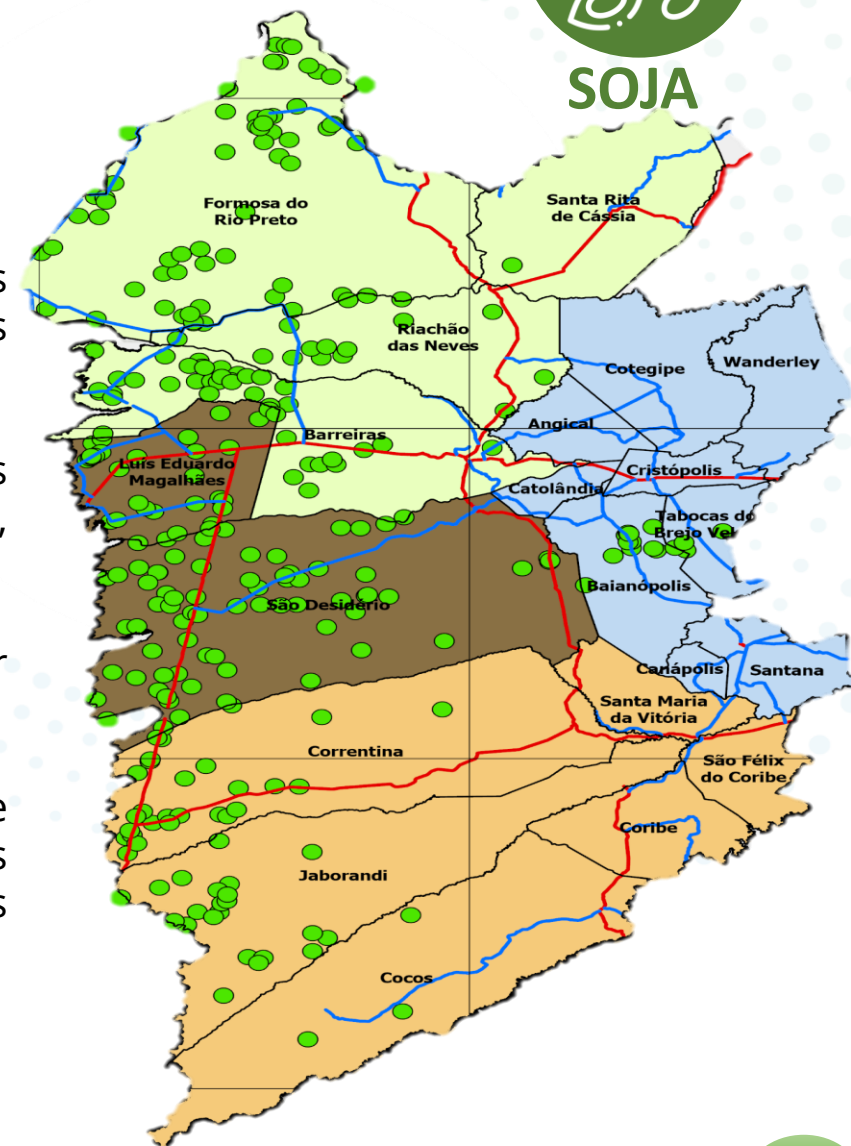 SOJA
Formosa do
Rio Preto
Santa Rita
de Cássia
Riachão
das Neves
Cotegipe
Wanderley
Angical
Barreiras
Luís Eduardo
Magalhães
Cristópolis
Catolândia
Tabocas do
Brejo Vel
Baianópolis
São Desidério
Canápolis
Santana
Santa Maria
da Vitória
Correntina
São Félix
do Coribe
Coribe
Jaborandi
Cocos